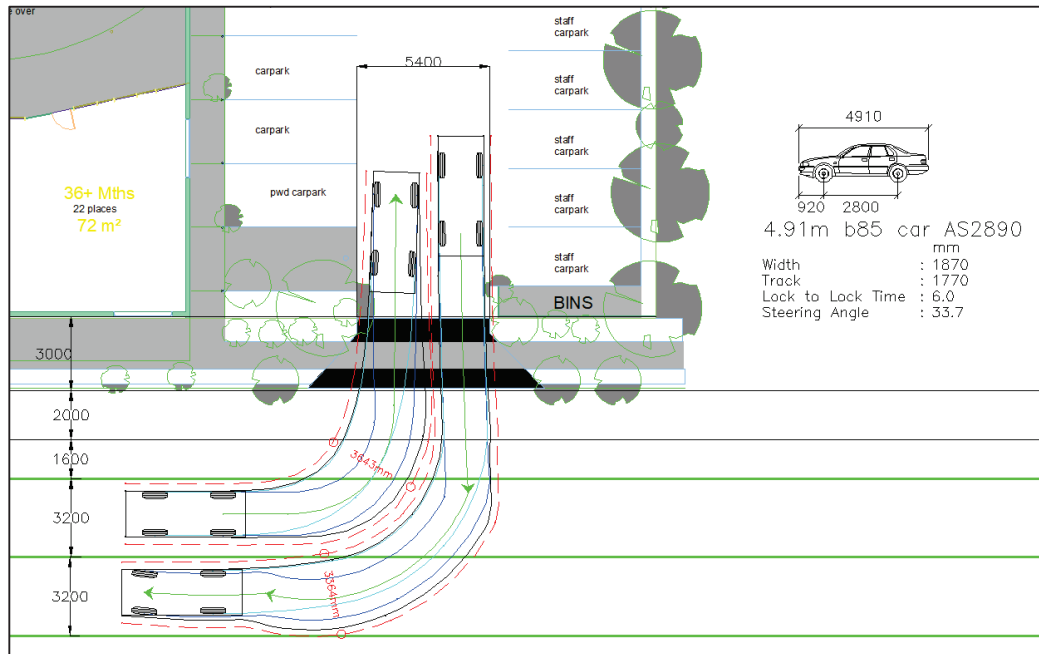 e over
carpark
carpark
pwd carpark
36+ Mths
22 places
72 m²
5400
staff
carpark
staff
carpark
staff
carpark
staff
carpark
staff
carpark
BINS
4910
920
2800
4.91m b85 car AS2890
mm
Width : 1870
Track : 1770
Lock to Lock Time : 6.0
Steering Angle : 33.7
3000
2000
1600
3200
3200
3643mm
3364mm